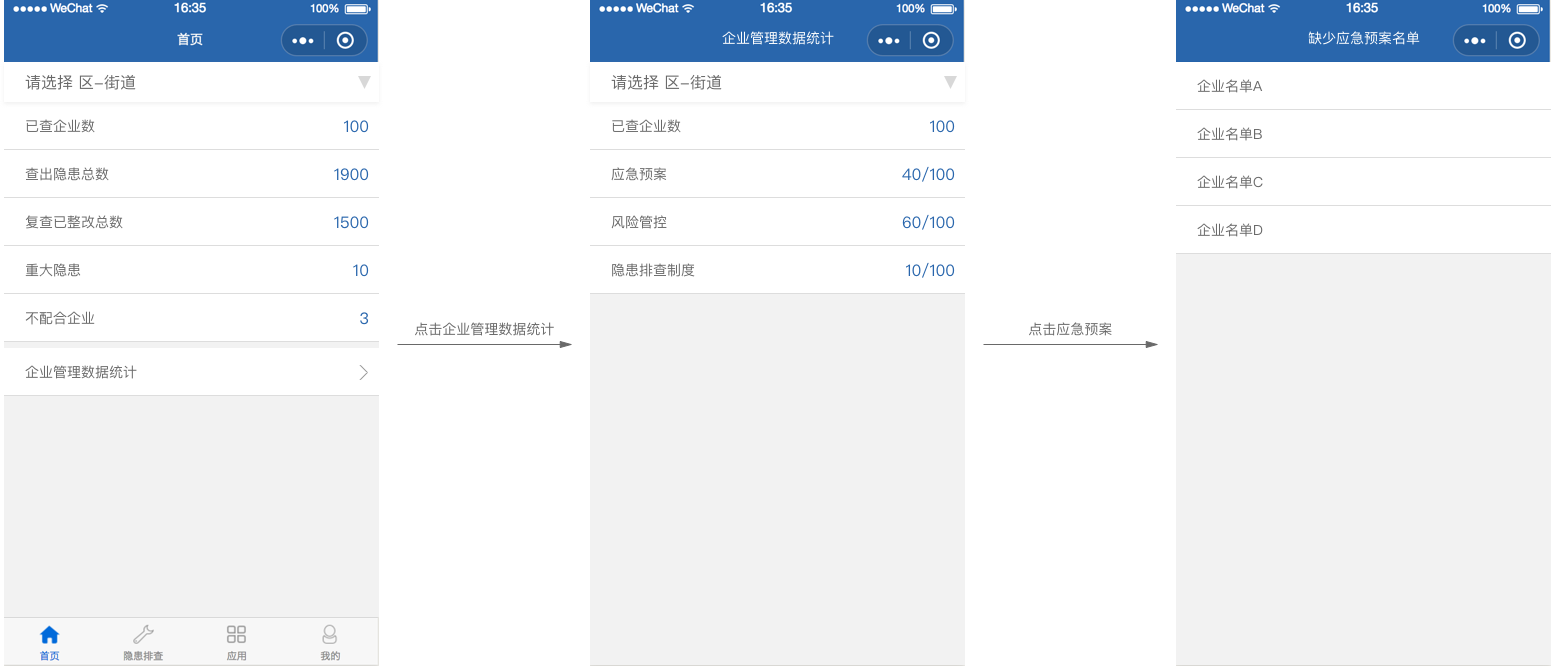 WeChat 16:35 100%
首页
请选择 区-街道
已查企业数 100
查出隐患总数 1900
复查已整改总数 1500
重大隐患 10
不配合企业 3
企业管理数据统计
首页 隐患排查 应用 我的
点击企业管理数据统计
WeChat 16:35 100%
企业管理数据统计
请选择 区-街道
已查企业数 100
应急预案 40/100
风险管控 60/100
隐患排查制度 10/100
点击应急预案
WeChat 16:35 100%
缺少应急预案名单
企业名单A
企业名单B
企业名单C
企业名单D